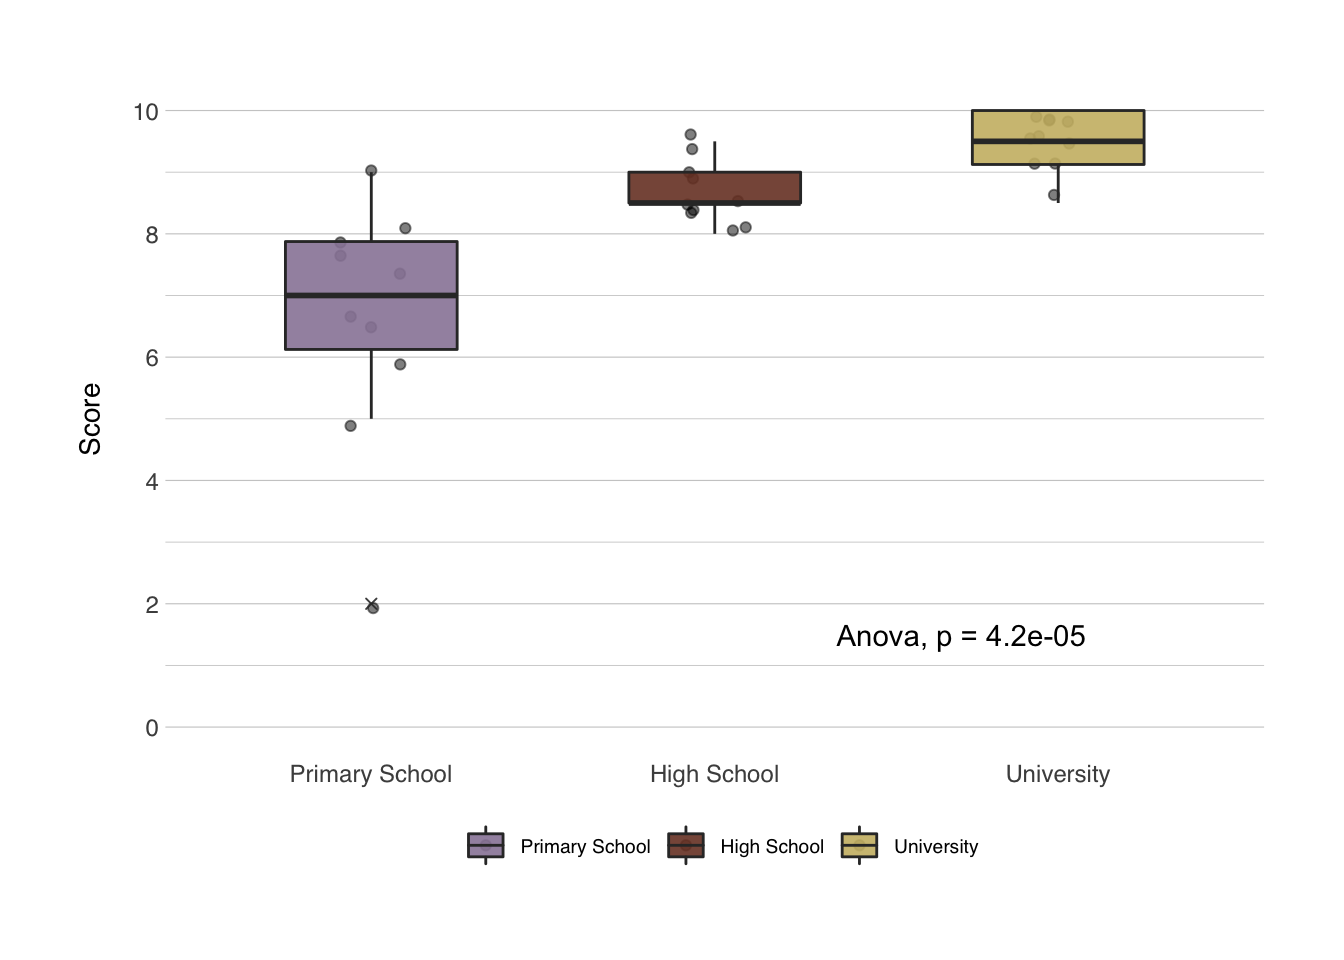 10
8
6
4
2
0
Score
Anova, p = 4.2e-05
Primary School
High School
University
Primary School
High School
University